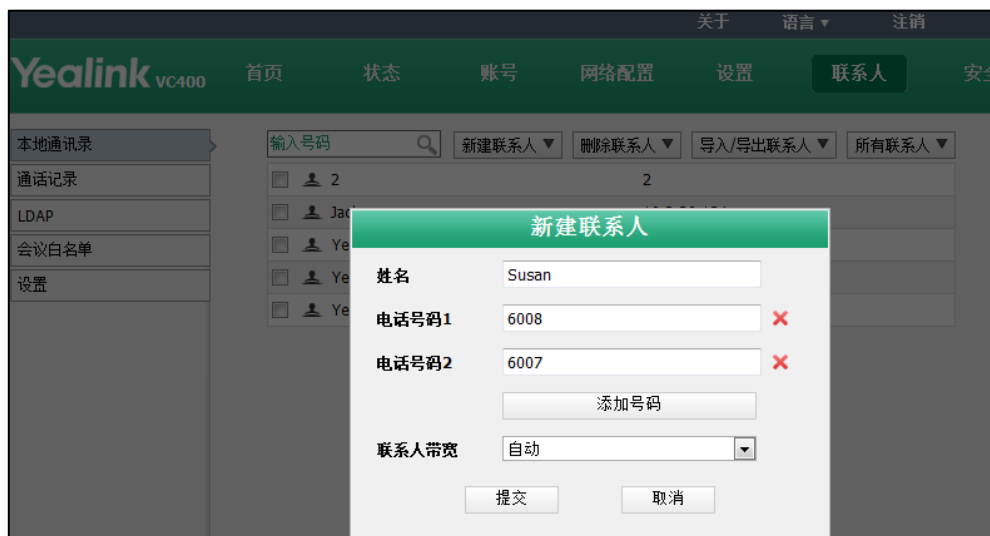 关于 语言▼ 注销
Yealink VC400 首页 状态 账号 网络配置 设置 联系人
本地通讯录
通话记录
LDAP
会议白名单
设置
输入号码 新建联系人▼ 删除联系人▼ 导入/导出联系人▼ 所有联系人▼
2 2
Ye
Ye
Ye
新建联系人
姓名 Susan
电话号码1 6008
电话号码2 6007
添加号码
联系人带宽 自动
提交 取消